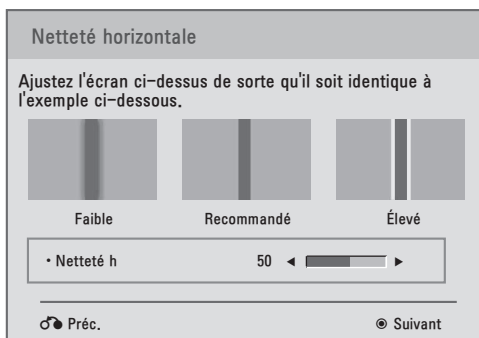 Netteté horizontale
Ajustez l'écran ci-dessus de sorte qu'il soit identique à
l'exemple ci-dessous.
Faible Recommandé Élevé
• Netteté h 50 ◄ ►
Préc. ◉ Suivant